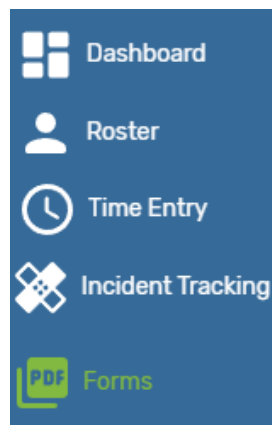 Dashboard
Roster
Time Entry
Incident Tracking
PDF Forms